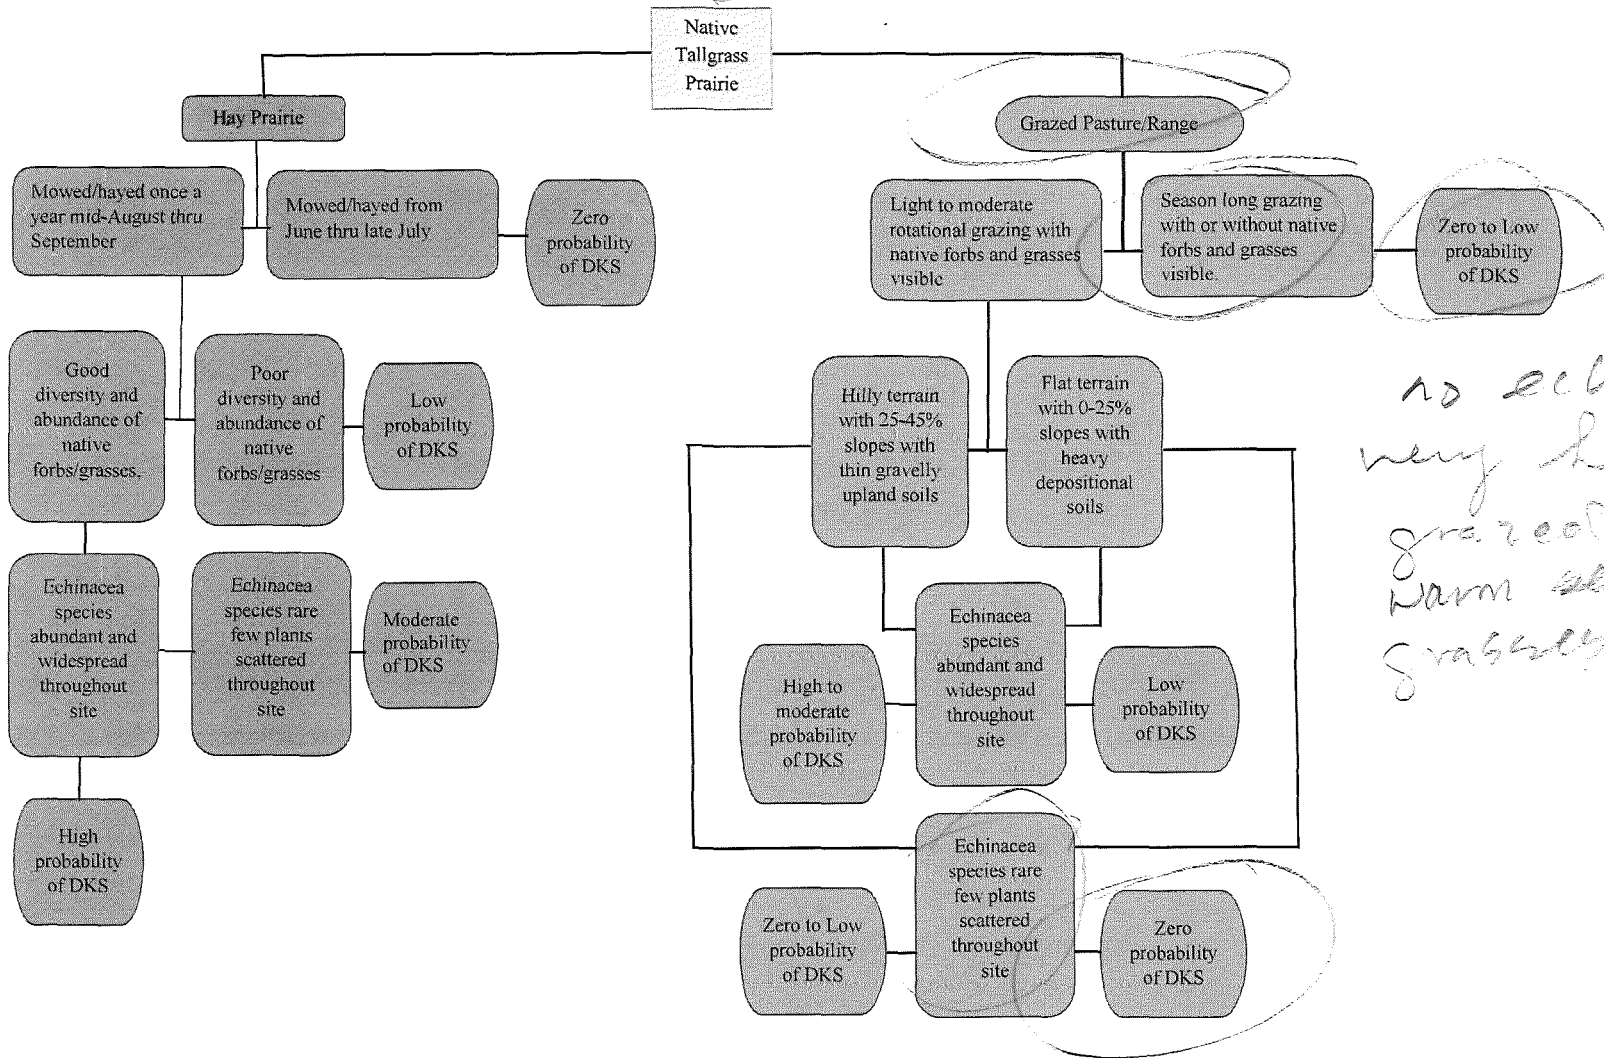 Native
Tallgrass
Prairie
Hay Prairie
Grazed Pasture/Range
Mowed/hayed once a
year mid-August thru
September
Mowed/hayed from
June thru late July
Zero
probability
of DKS
Light to moderate
rotational grazing with
native forbs and grasses
visible
Season long grazing
with or without native
forbs and grasses
visible.
Zero to Low
probability
of DKS
Good
diversity and
abundance of
native
forbs/grasses.
Poor
diversity and
abundance of
native
forbs/grasses
Low
probability
of DKS
Hilly terrain
with 25-45%
slopes with
thin gravelly
upland soils
Flat terrain
with 0-25%
slopes with
heavy
depositional
soils
no
very
grazed
warm
grasses
Echinacea
species
abundant and
widespread
throughout
site
Echinacea
species rare
few plants
scattered
throughout
site
Moderate
probability
of DKS
Echinacea
species
abundant and
widespread
throughout
site
High to
moderate
probability
of DKS
Low
probability
of DKS
High
probability
of DKS
Echinacea
species rare
few plants
scattered
throughout
site
Zero to Low
probability
of DKS
Zero
probability
of DKS